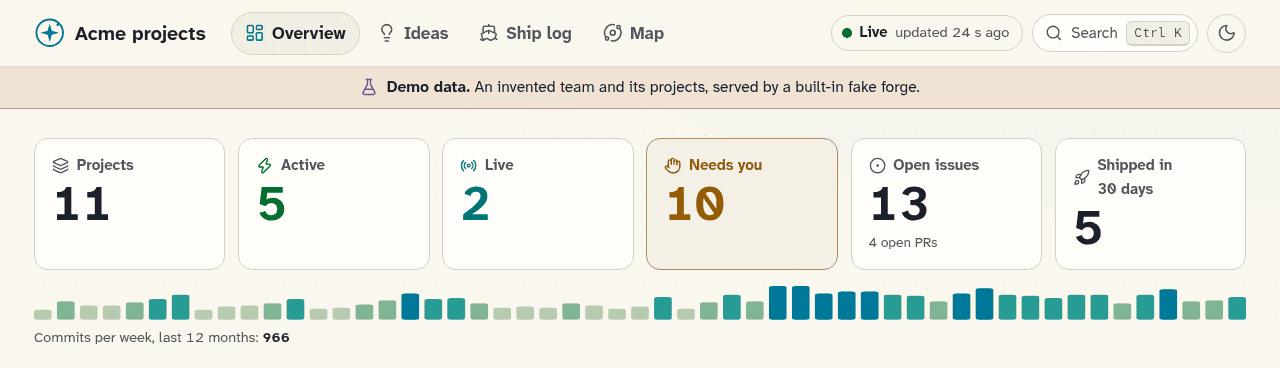 Acme projects
Overview
Ideas
Ship log
Map
Live updated 24 s ago
Search Ctrl K
Demo data. An invented team and its projects, served by a built-in fake forge.
Projects
11
Active
5
Live
2
Needs you
10
Open issues
13
4 open PRs
Shipped in
30 days
5
Commits per week, last 12 months: 966